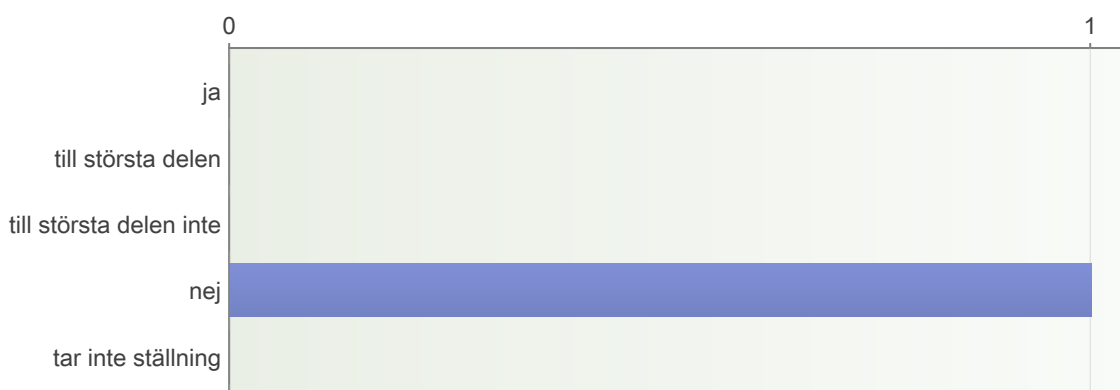 0 1
ja
till största delen
till största delen inte
nej
tar inte ställning